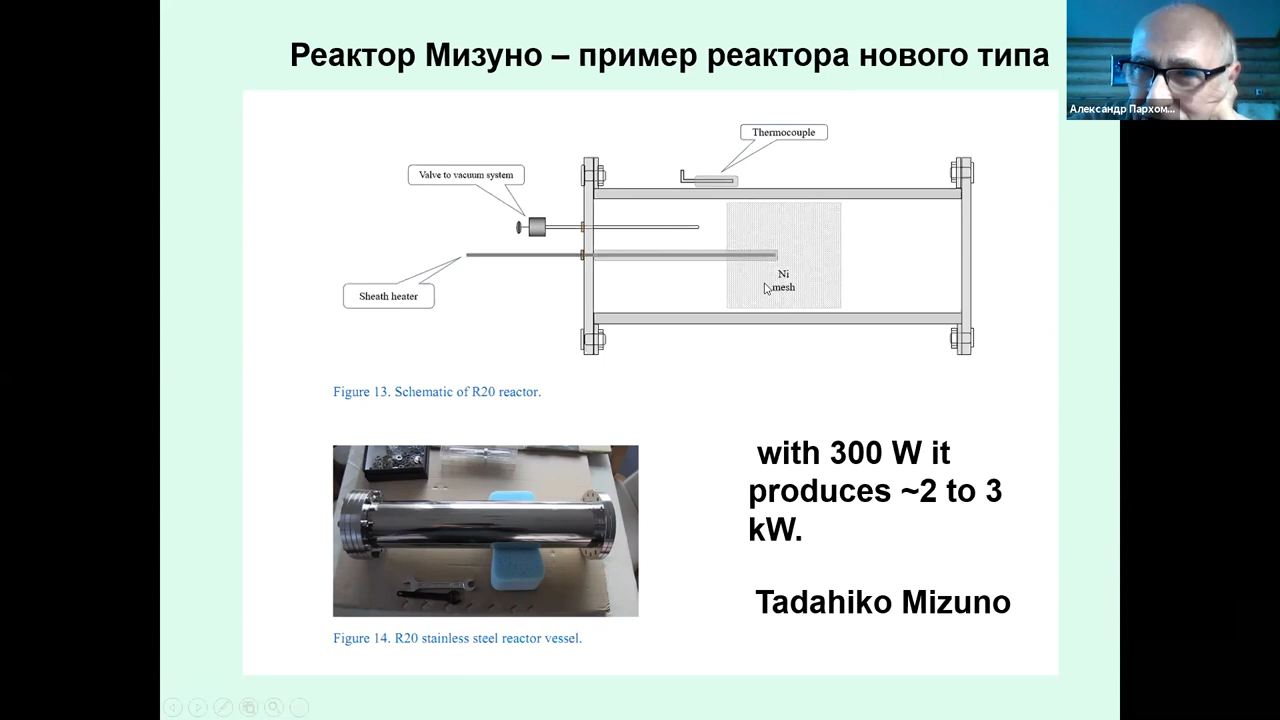 Реактор Мизуно – пример реактора нового типа
Александр Пархом...
Thermocouple
Valve to vacuum system
Sheath heater
Ni
mesh
Figure 13. Schematic of R20 reactor.
with 300 W it
produces ~2 to 3
kW.
Tadahiko Mizuno
Figure 14. R20 stainless steel reactor vessel.